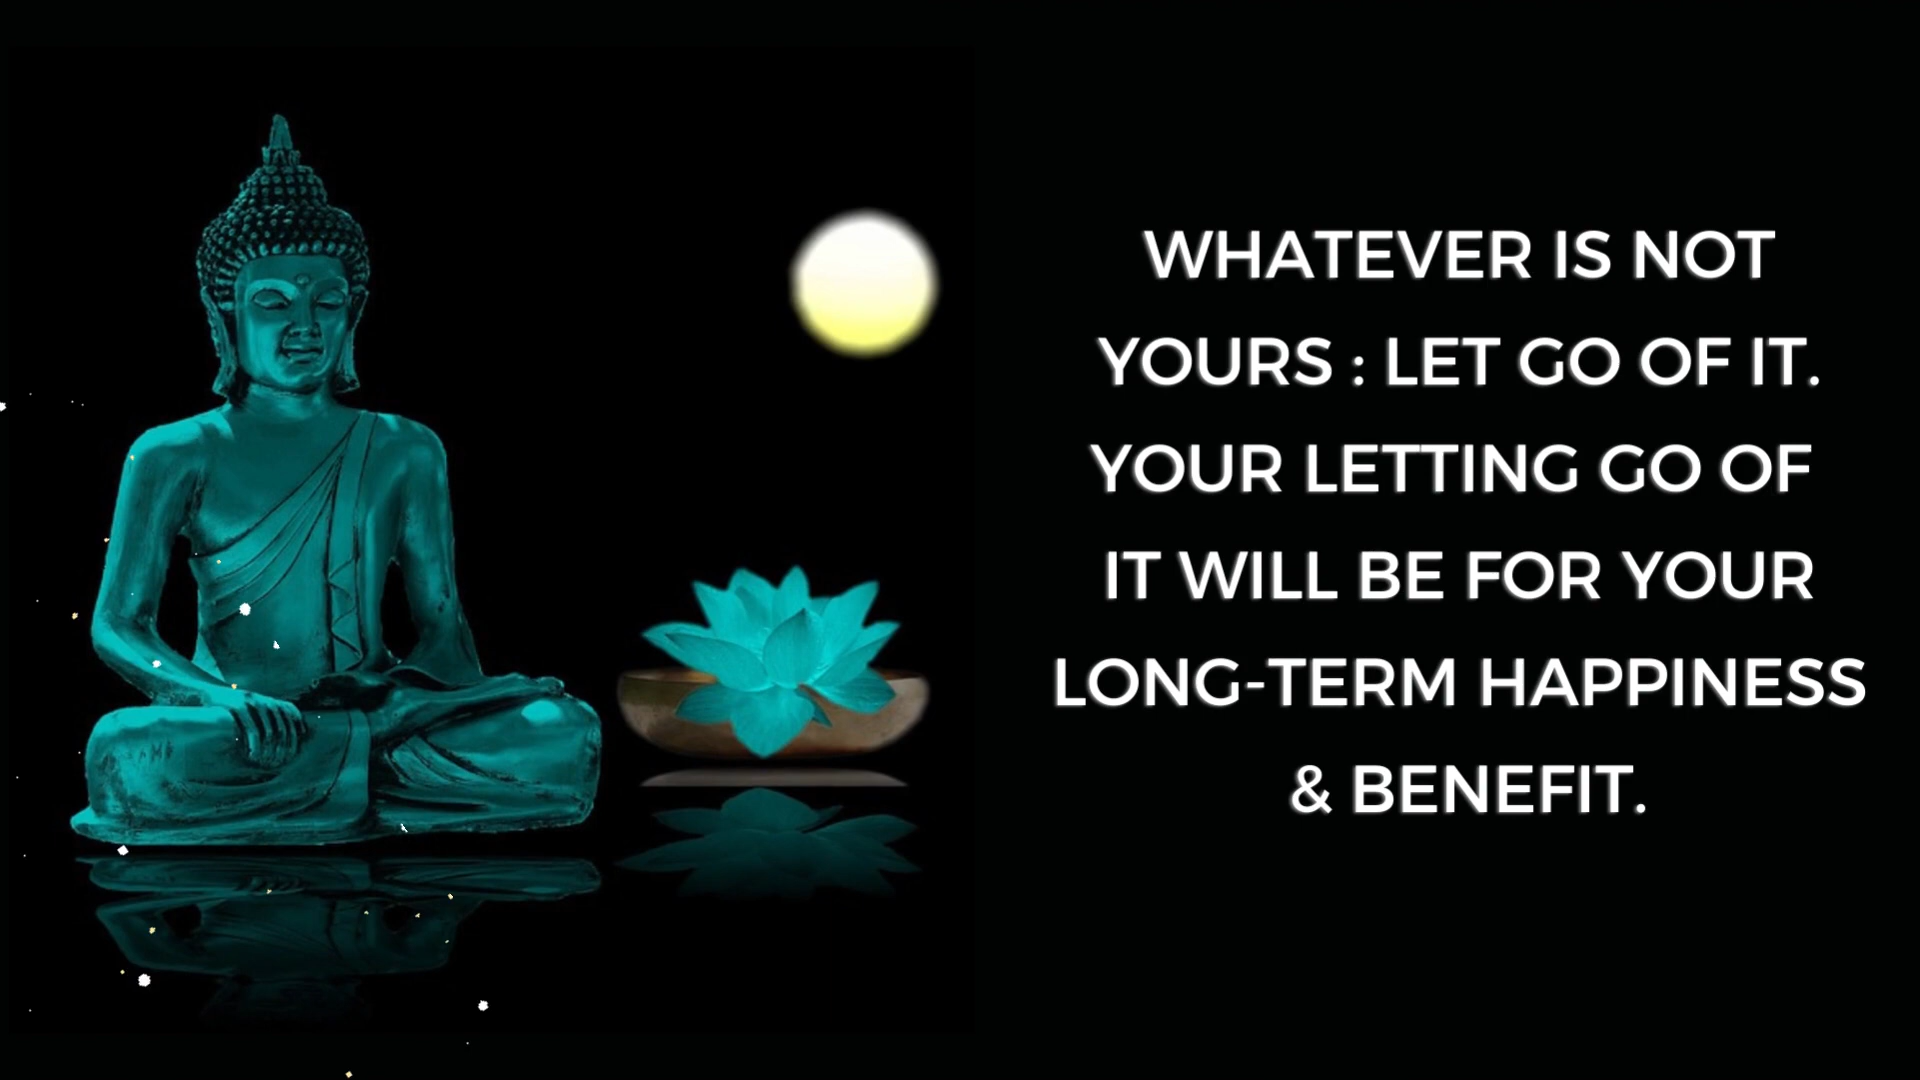 WHATEVER IS NOT
YOURS : LET GO OF IT.
YOUR LETTING GO OF
IT WILL BE FOR YOUR
LONG-TERM HAPPINESS
& BENEFIT.